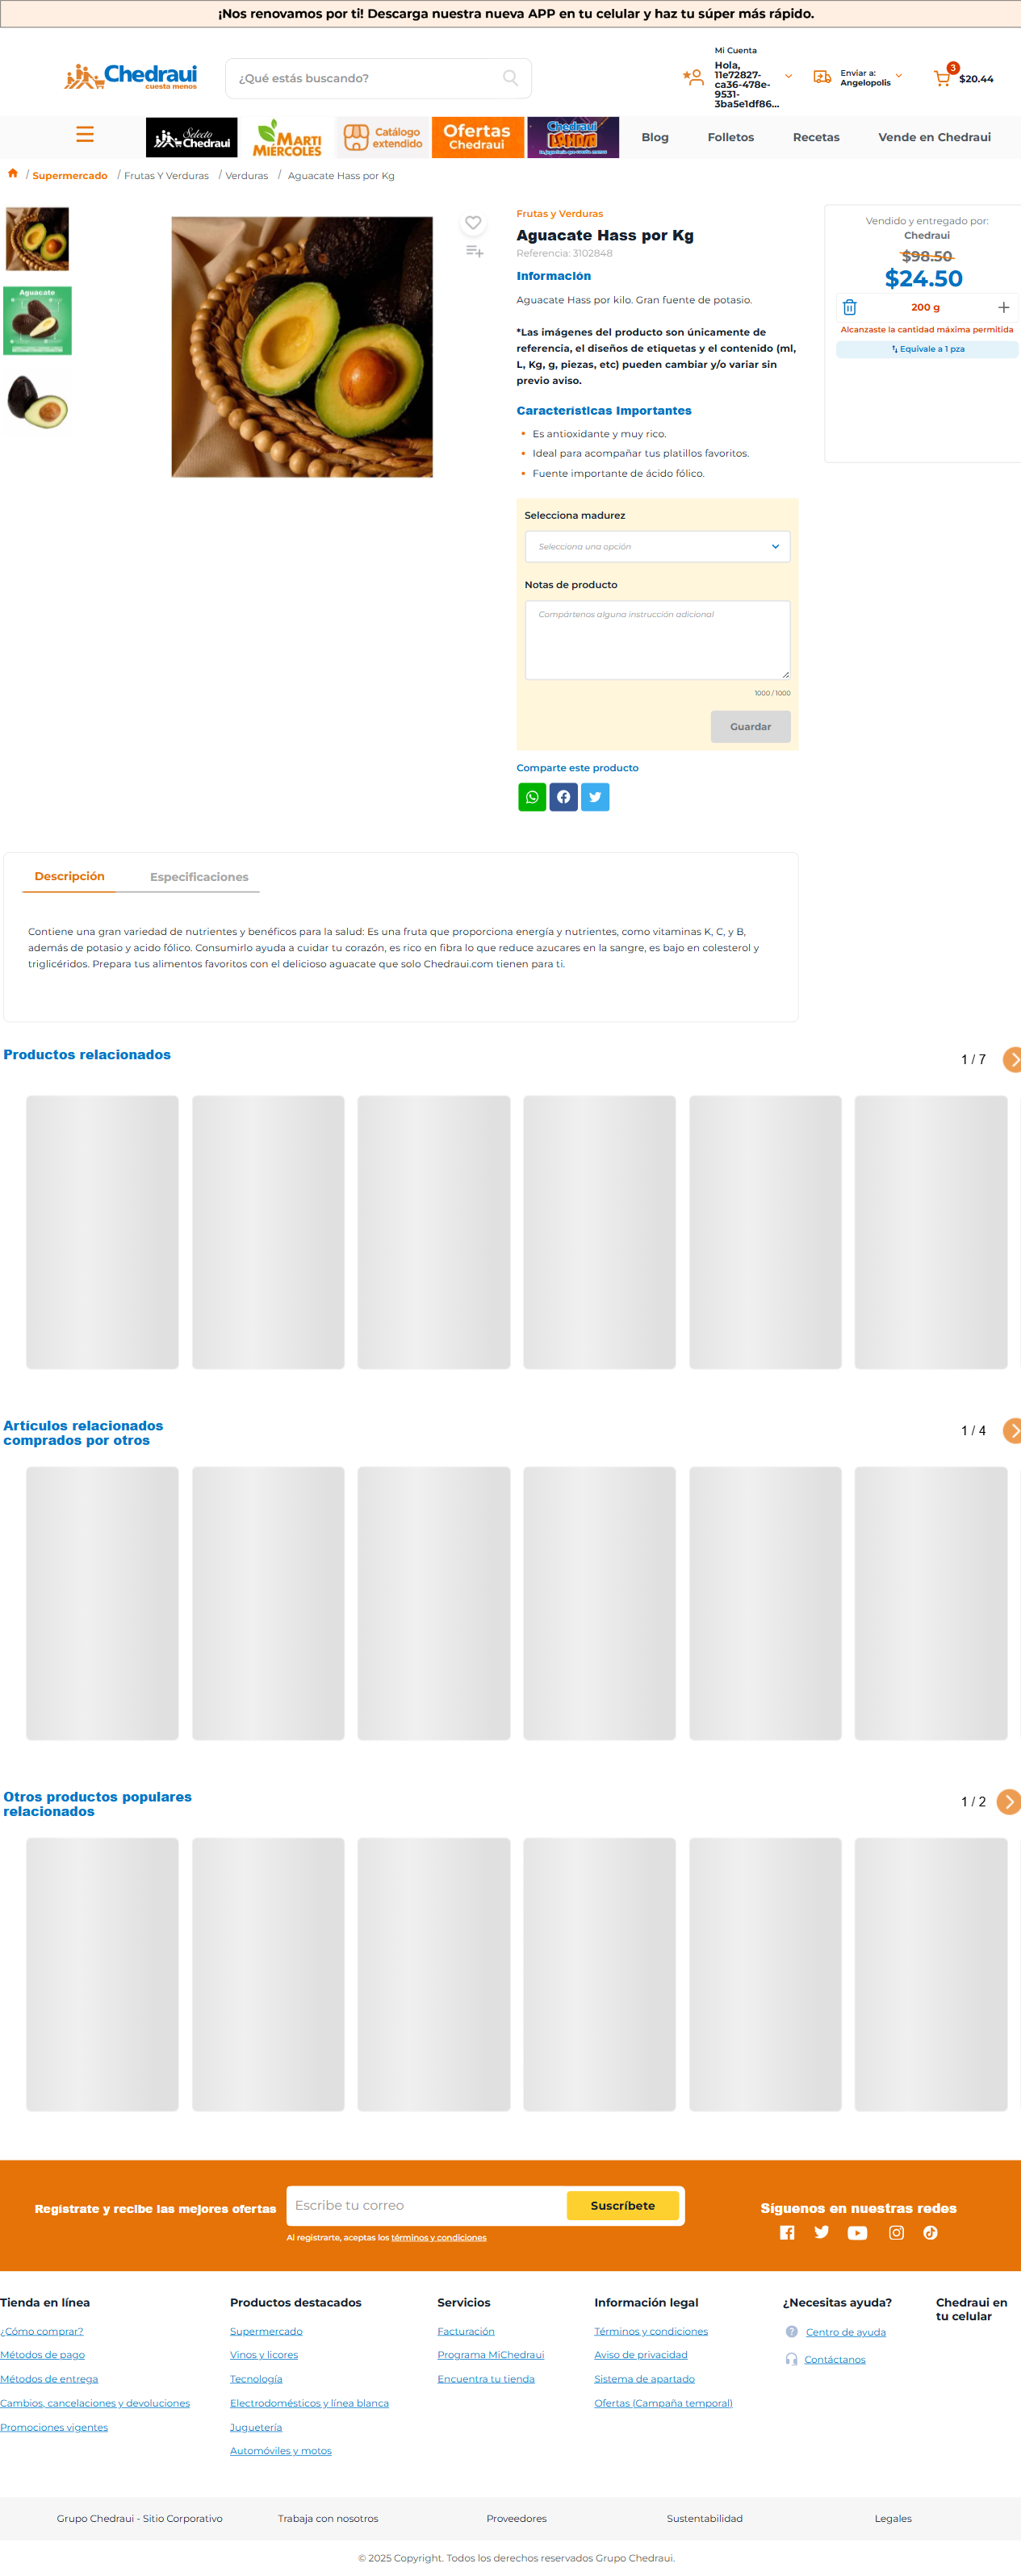 ¡Nos renovamos por ti! Descarga nuestra nueva APP en tu celular y haz tu súper más rápido.
Chedraui
cuesta menos
¿Qué estás buscando?
Mi Cuenta
Hola,
11e72827-
ca36-478e-
9531-
3ba5e1df86...
Enviar a:
Angelopolis
3
$20.44
Selecto
Chedraui
MARTI
MIÉRCOLES
Catálogo
extendido
Ofertas
Chedraui
Chedraui
Blog
Folletos
Recetas
Vende en Chedraui
/ Supermercado / Frutas Y Verduras / Verduras / Aguacate Hass por Kg
Aguacate
Frutas y Verduras
Aguacate Hass por Kg
Referencia: 3102848
Información
Aguacate Hass por kilo. Gran fuente de potasio.
*Las imágenes del producto son únicamente de
referencia, el diseños de etiquetas y el contenido (ml,
L, Kg, g, piezas, etc) pueden cambiar y/o variar sin
previo aviso.
Características Importantes
• Es antioxidante y muy rico.
• Ideal para acompañar tus platillos favoritos.
• Fuente importante de ácido fólico.
Selecciona madurez
Selecciona una opción
Notas de producto
Compártenos alguna instrucción adicional
1000 / 1000
Guardar
Comparte este producto
Vendido y entregado por:
Chedraui
$98.50
$24.50
200 g
Alcanzaste la cantidad máxima permitida
Equivale a 1 pza
Descripción
Especificaciones
Contiene una gran variedad de nutrientes y benéficos para la salud: Es una fruta que proporciona energía y nutrientes, como vitaminas K, C, y B,
además de potasio y acido fólico. Consumirlo ayuda a cuidar tu corazón, es rico en fibra lo que reduce azucares en la sangre, es bajo en colesterol y
triglicéridos. Prepara tus alimentos favoritos con el delicioso aguacate que solo Chedraui.com tienen para ti.
Productos relacionados
1 / 7
Artículos relacionados
comprados por otros
1 / 4
Otros productos populares
relacionados
1 / 2
Regístrate y recibe las mejores ofertas
Escribe tu correo
Suscríbete
Al registrarte, aceptas los términos y condiciones
Síguenos en nuestras redes
Tienda en línea
¿Cómo comprar?
Métodos de pago
Métodos de entrega
Cambios, cancelaciones y devoluciones
Promociones vigentes
Productos destacados
Supermercado
Vinos y licores
Tecnología
Electrodomésticos y línea blanca
Juguetería
Automóviles y motos
Servicios
Facturación
Programa MiChedraui
Encuentra tu tienda
Información legal
Términos y condiciones
Aviso de privacidad
Sistema de apartado
Ofertas (Campaña temporal)
¿Necesitas ayuda?
Centro de ayuda
Contáctanos
Chedraui en
tu celular
Grupo Chedraui - Sitio Corporativo
Trabaja con nosotros
Proveedores
Sustentabilidad
Legales
© 2025 Copyright. Todos los derechos reservados Grupo Chedraui.